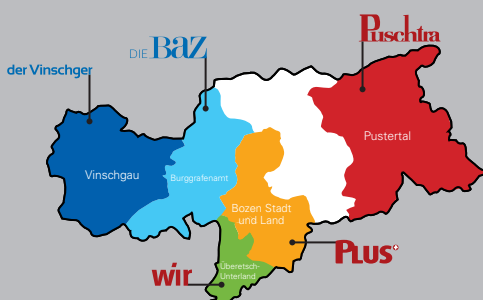 Puschtra
DIE BAZ
der Vinschger
Pustertal
Vinschgau
Burggrafenamt
Bozen Stadt
und Land
PLUS+
Überetsch-
Unterland
wir